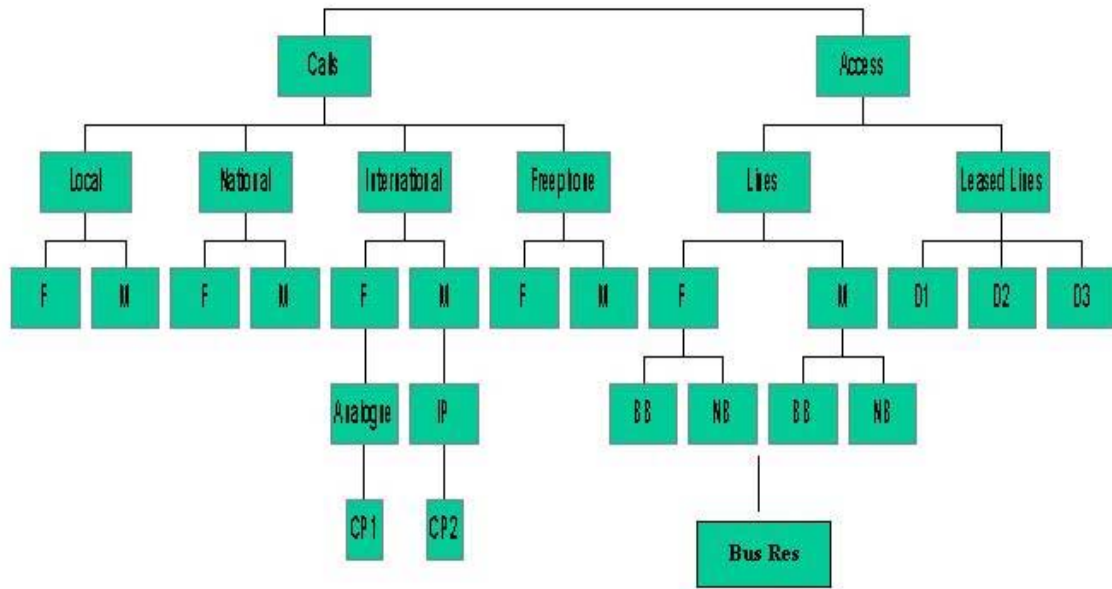 Calls Access
Local National International Freephone Lines Leased Lines
F M F M F M F M F M D1 D2 D3
Analogue IP BB NB BB NB
CP1 CP2
Bus Res